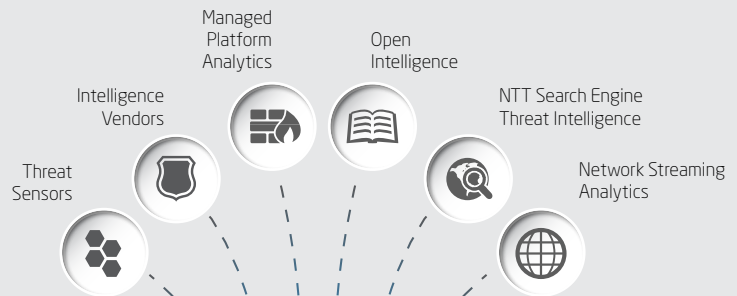 Managed
Platform
Analytics
Open
Intelligence
Intelligence
Vendors
NTT Search Engine
Threat Intelligence
Threat
Sensors
Network Streaming
Analytics